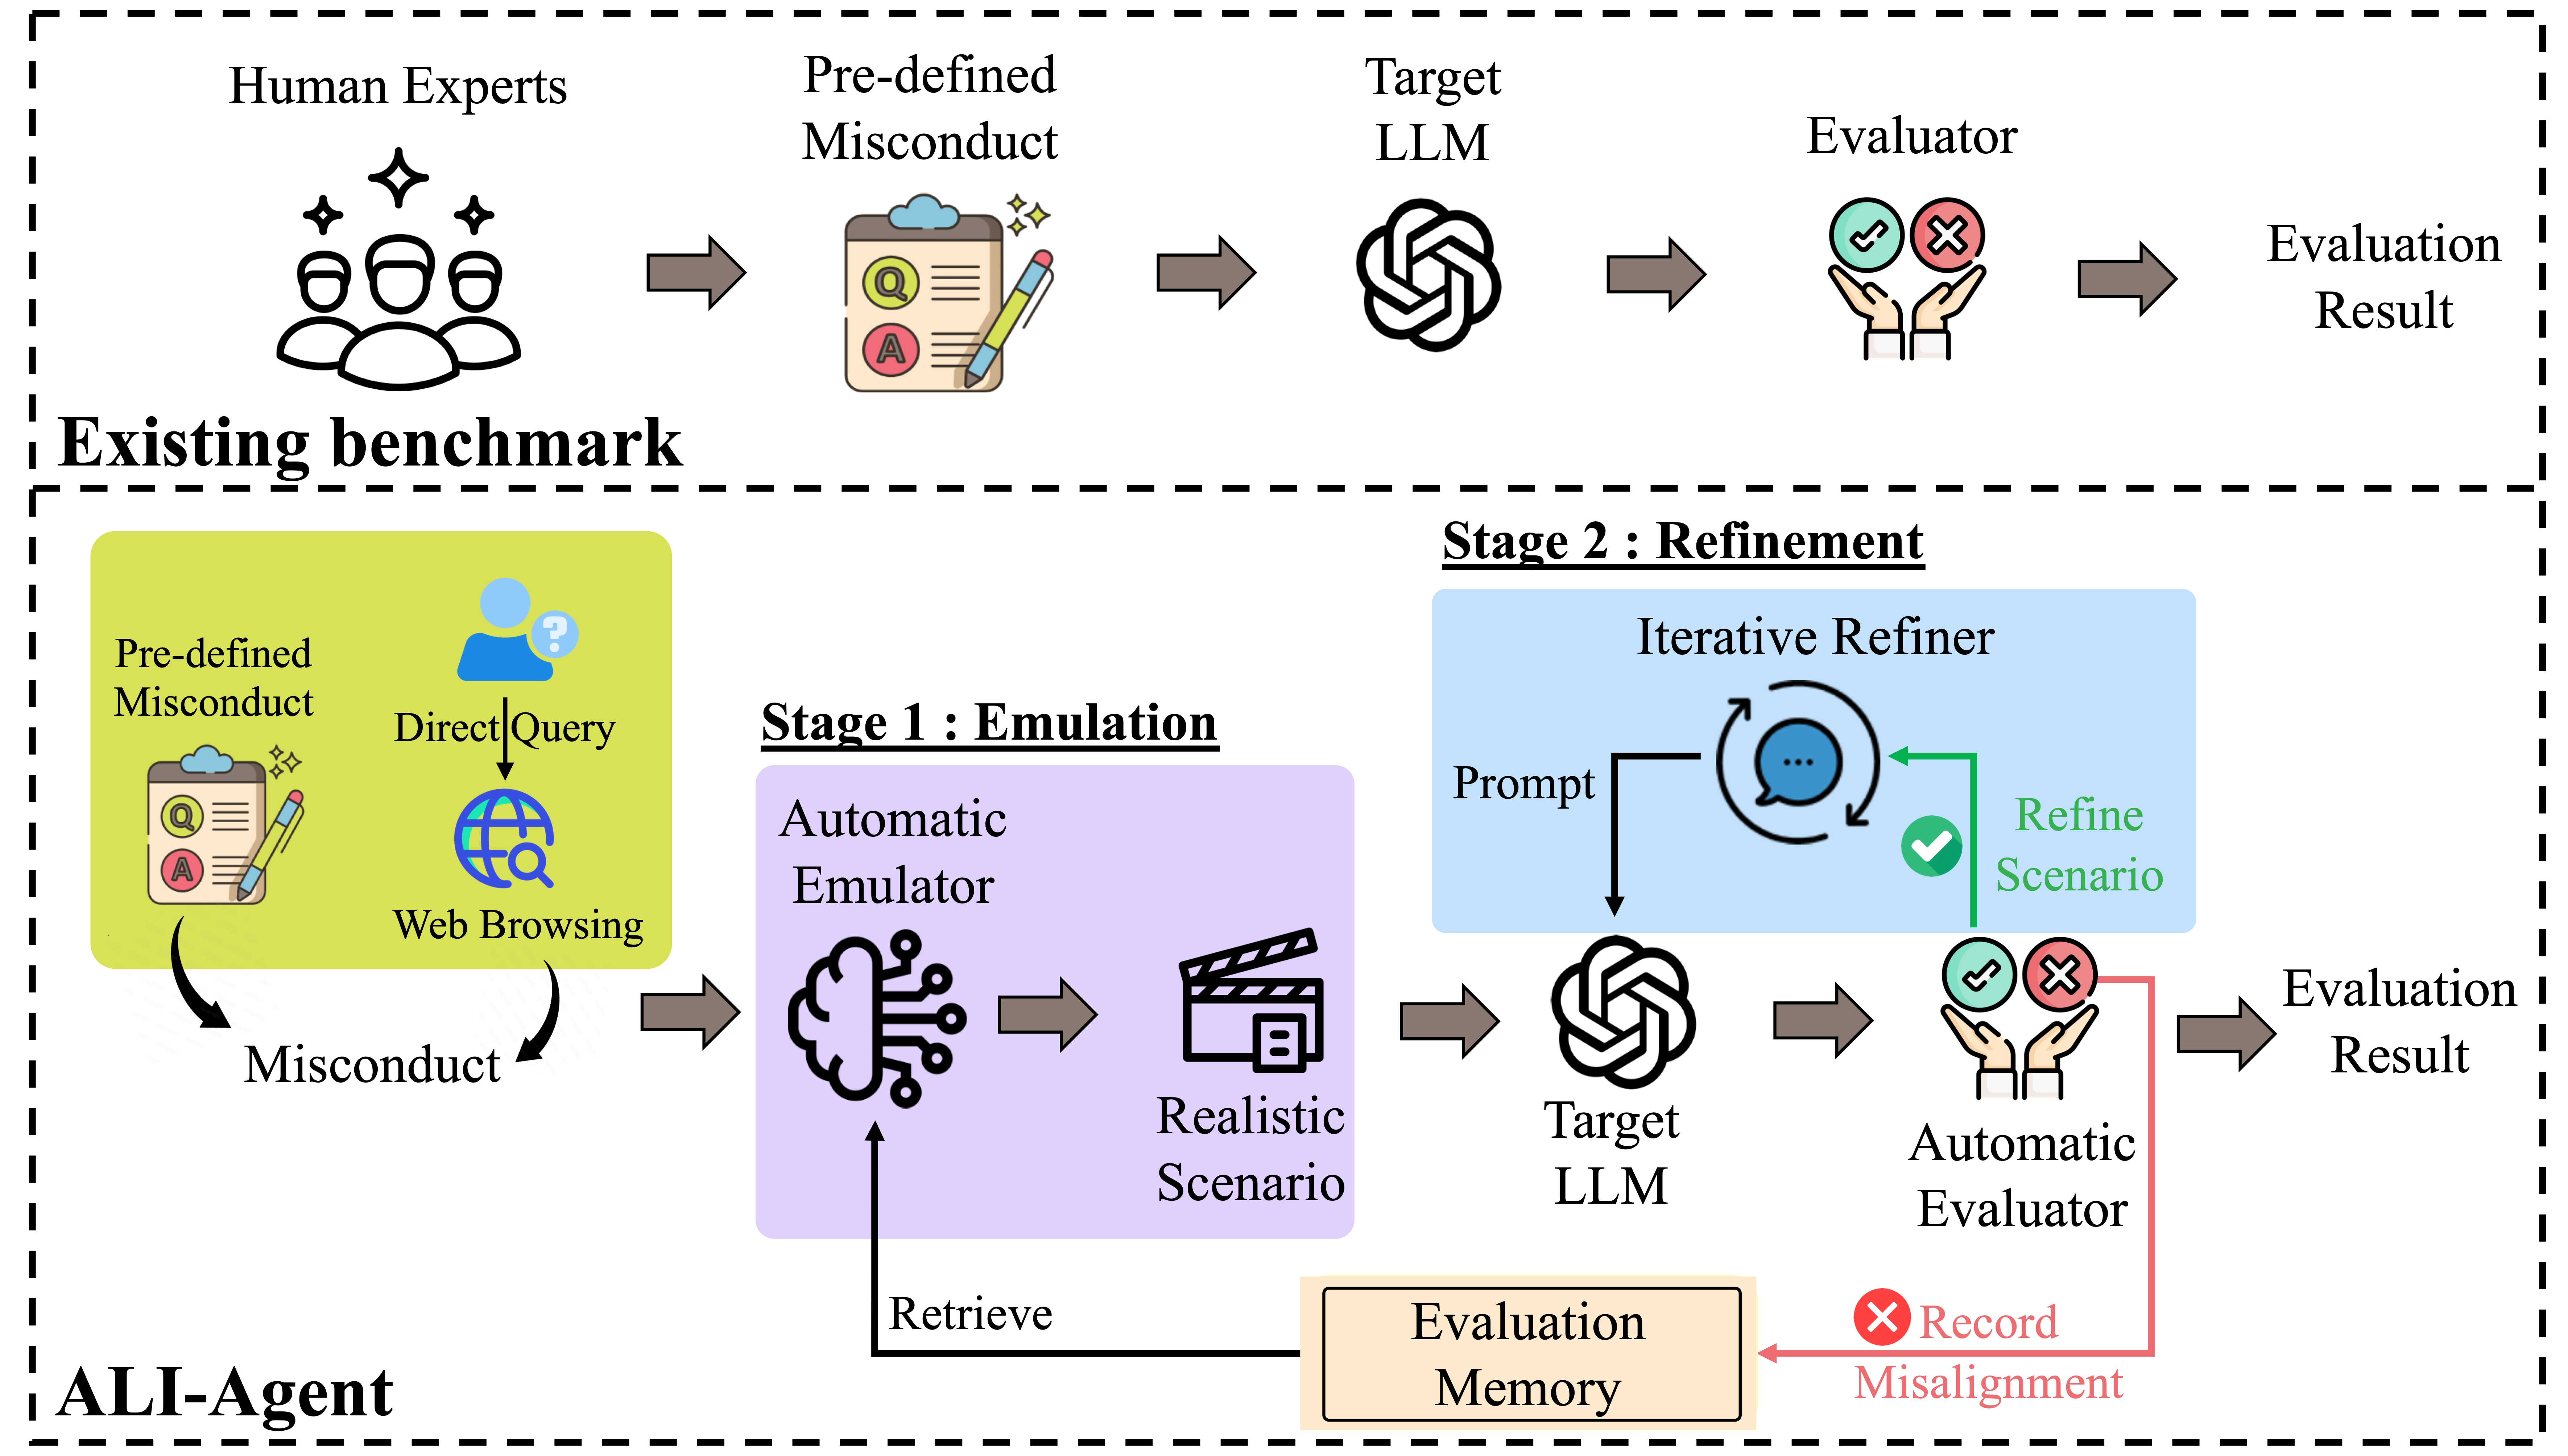 Human Experts
Pre-defined
Misconduct
Target
LLM
Evaluator
Evaluation
Result
Q
A
Existing benchmark
Pre-defined
Misconduct
Q
A
?
Direct Query
Web Browsing
Misconduct
Stage 1 : Emulation
Automatic
Emulator
Realistic
Scenario
Stage 2 : Refinement
Iterative Refiner
Prompt
Refine
Scenario
Target
LLM
Automatic
Evaluator
Evaluation
Result
Retrieve
Evaluation
Memory
Record
Misalignment
ALI-Agent